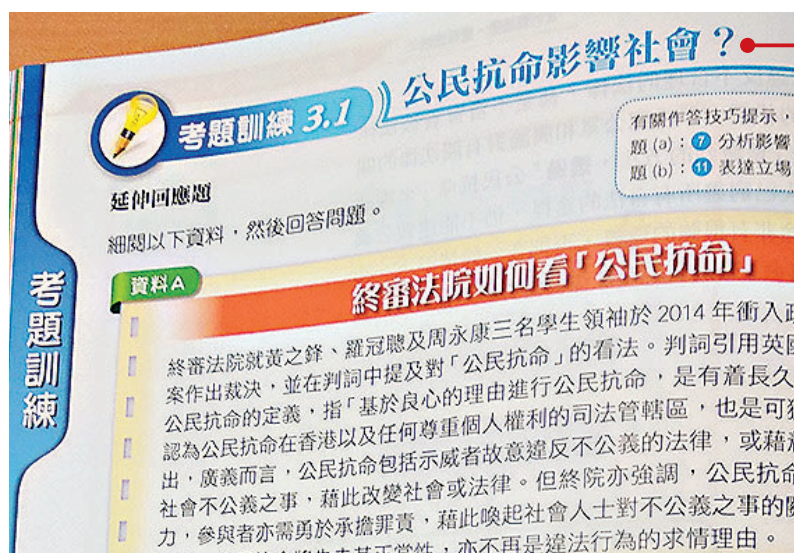 公民抗命影響社會？
考題訓練 3.1
有關作答技巧提示，
題 (a)：7 分析影響
題 (b)：11 表達立場
延伸回應題
細閱以下資料，然後回答問題。
考題訓練
資料A
終審法院如何看「公民抗命」
終審法院就黃之鋒、羅冠聰及周永康三名學生領袖於 2014 年衝入政
案作出裁決，並在判詞中提及對「公民抗命」的看法。判詞引用英國
公民抗命的定義，指「基於良心的理由進行公民抗命，是有着長久
認為公民抗命在香港以及任何尊重個人權利的司法管轄區，也是可
出，廣義而言，公民抗命包括示威者故意違反不公義的法律，或藉
社會不公義之事，藉此改變社會或法律。但終院亦強調，公民抗命
力，參與者亦需勇於承擔罪責，藉此喚起社會人士對不公義之事的
正當性，亦不再是違法行為的求情理由。